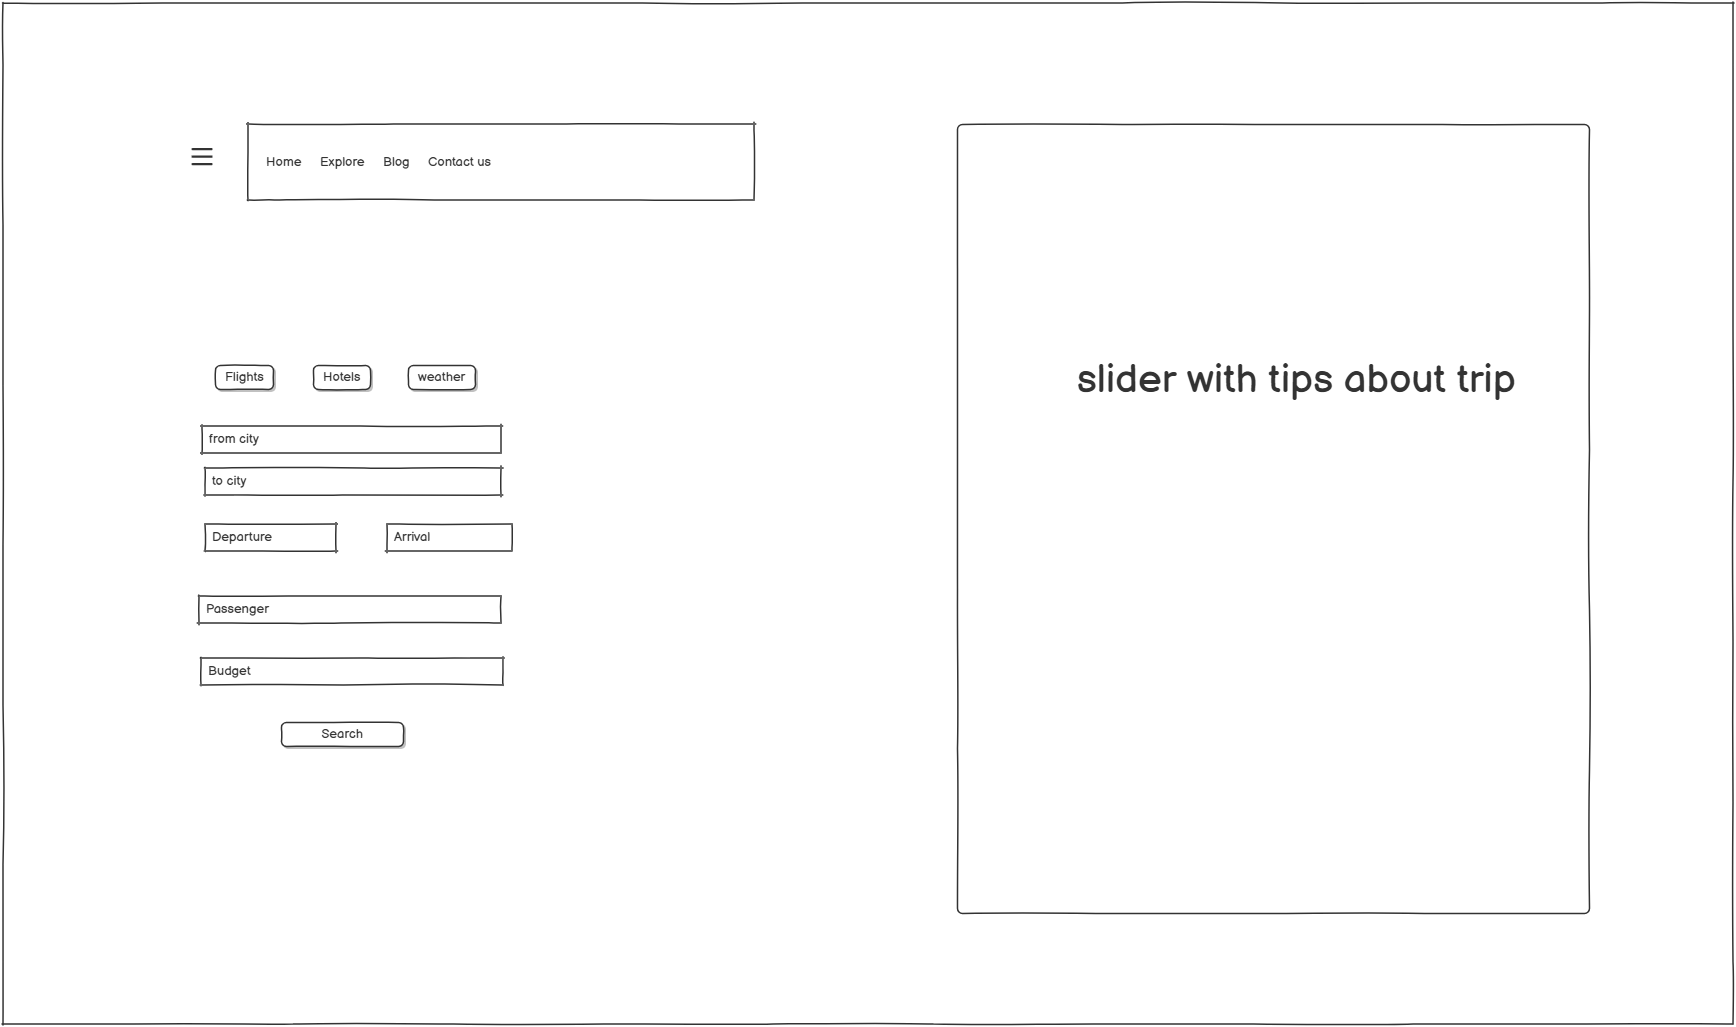 Home Explore Blog Contact us
Flights Hotels weather
from city
to city
Departure Arrival
Passenger
Budget
Search
slider with tips about trip